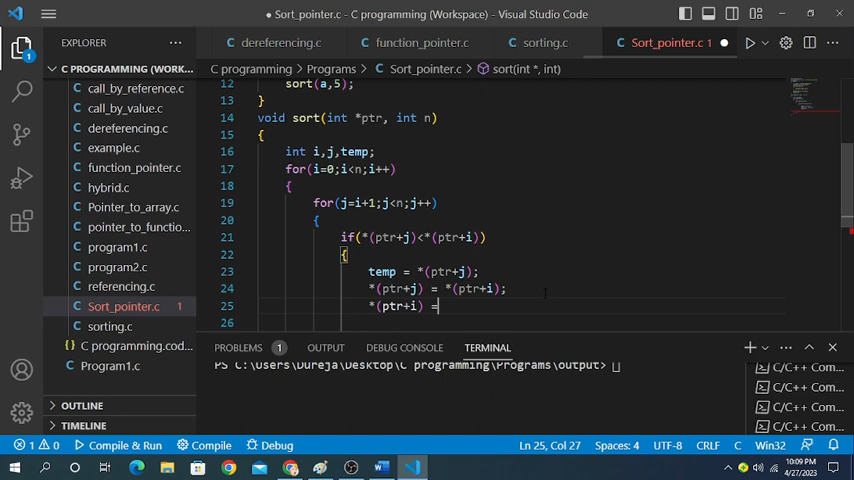 ● Sort_pointer.c - C programming (Workspace) - Visual Studio Code
EXPLORER
dereferencing.c
function_pointer.c
sorting.c
Sort_pointer.c 1
C PROGRAMMING (WORK...
C programming > Programs > C Sort_pointer.c > sort(int *, int)
C call_by_reference.c
C call_by_value.c
C dereferencing.c
C example.c
C function_pointer.c
C hybrid.c
C Pointer_to_array.c
C pointer_to_functio...
C program1.c
C program2.c
C referencing.c
C Sort_pointer.c 1
C sorting.c
{} C programming.cod...
C Program1.c
OUTLINE
TIMELINE
12 sort(a,5);
13 }
14 void sort(int *ptr, int n)
15 {
16 int i,j,temp;
17 for(i=0;i<n;i++)
18 {
19 for(j=i+1;j<n;j++)
20 {
21 if(*(ptr+j)<*(ptr+i))
22 {
23 temp = *(ptr+j);
24 *(ptr+j) = *(ptr+i);
25 *(ptr+i) =
26
PROBLEMS 1 OUTPUT DEBUG CONSOLE TERMINAL
PS C:\Users\Dureja\Desktop\C programming\Programs\output>
C/C++ Com...
C/C++ Com...
C/C++ Com...
C/C++ Com...
1 0 Compile & Run Compile Debug Ln 25, Col 27 Spaces: 4 UTF-8 CRLF C Win32
10:09 PM
4/27/2023